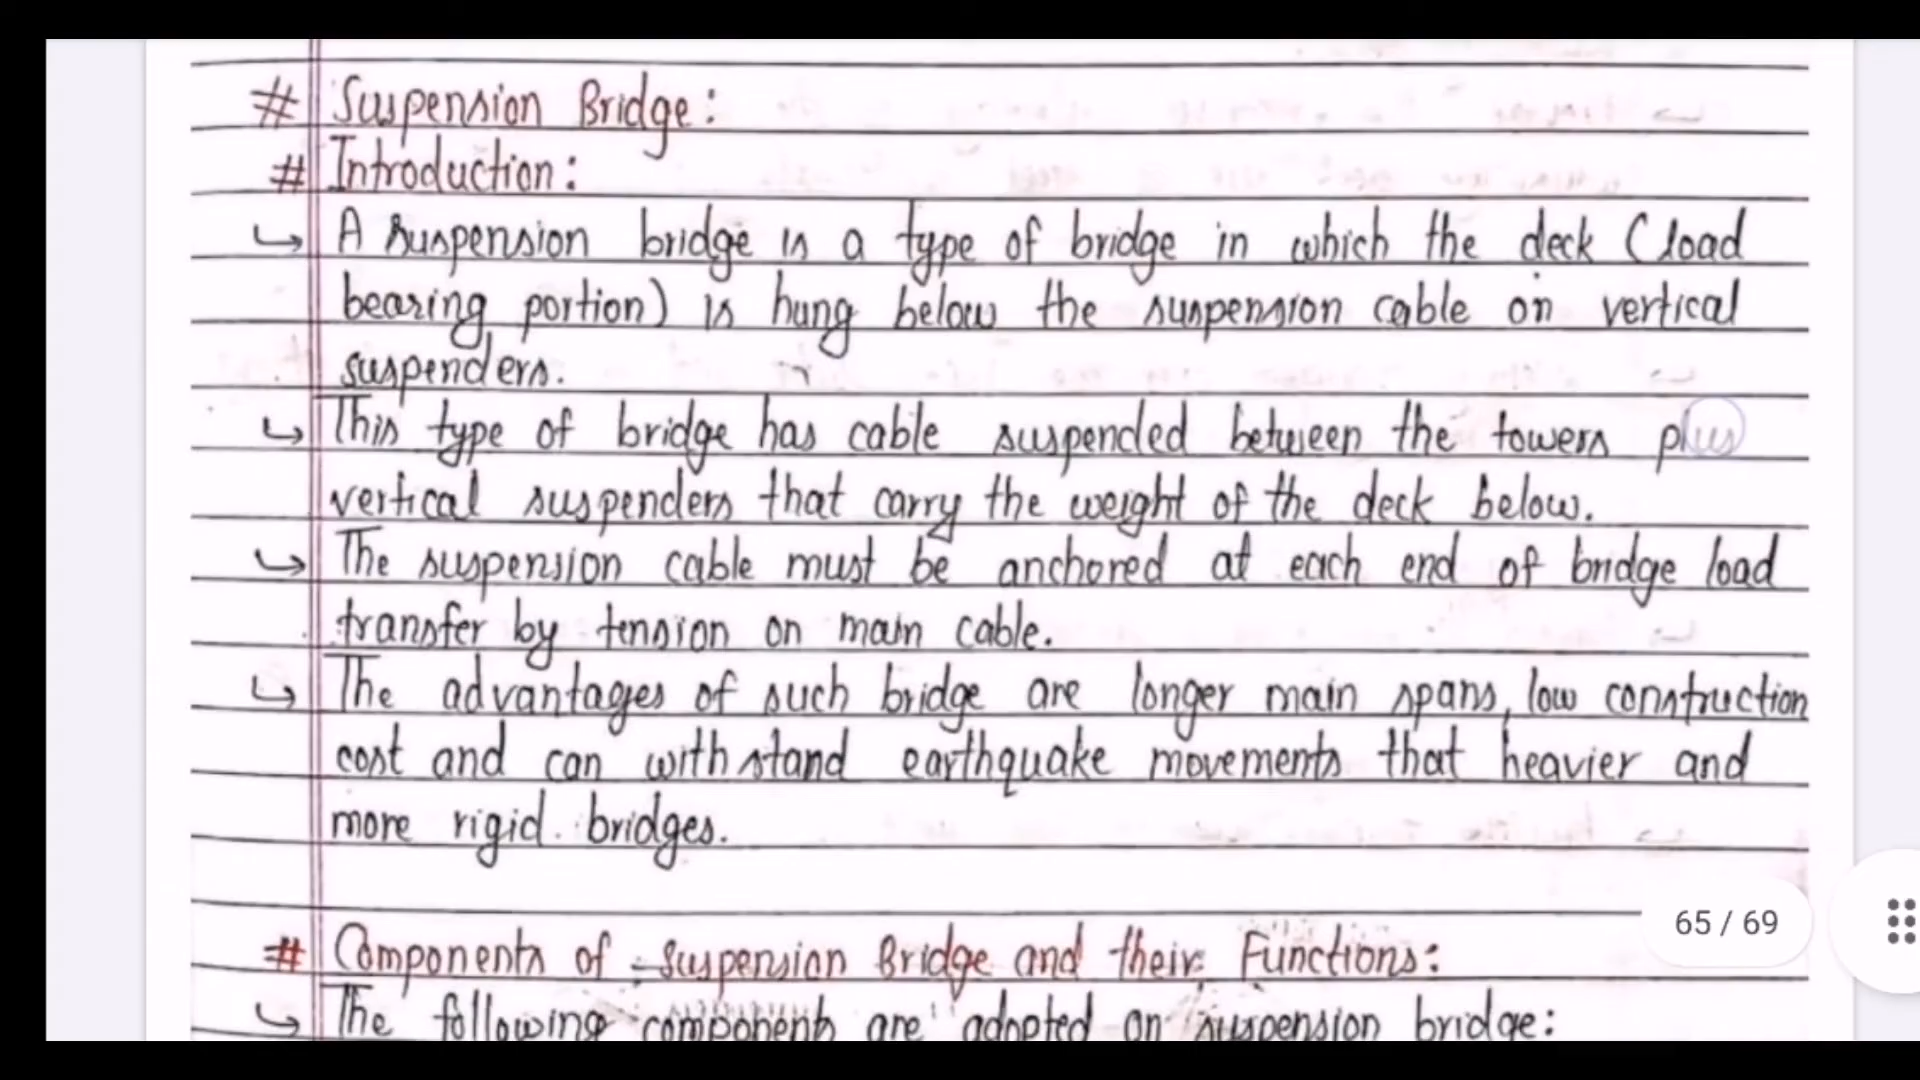 # Suspension Bridge:
# Introduction:
↳ A suspension bridge is a type of bridge in which the deck (load
bearing portion) is hung below the suspension cable on vertical
suspenders.
↳ This type of bridge has cable suspended between the towers plus
vertical suspenders that carry the weight of the deck below.
↳ The suspension cable must be anchored at each end of bridge load
transfer by tension on main cable.
↳ The advantages of such bridge are longer main spans, low construction
cost and can withstand earthquake movements that heavier and
more rigid bridges.
65 / 69
# Components of Suspension Bridge and their Functions:
↳ The following components are adopted on suspension bridge: